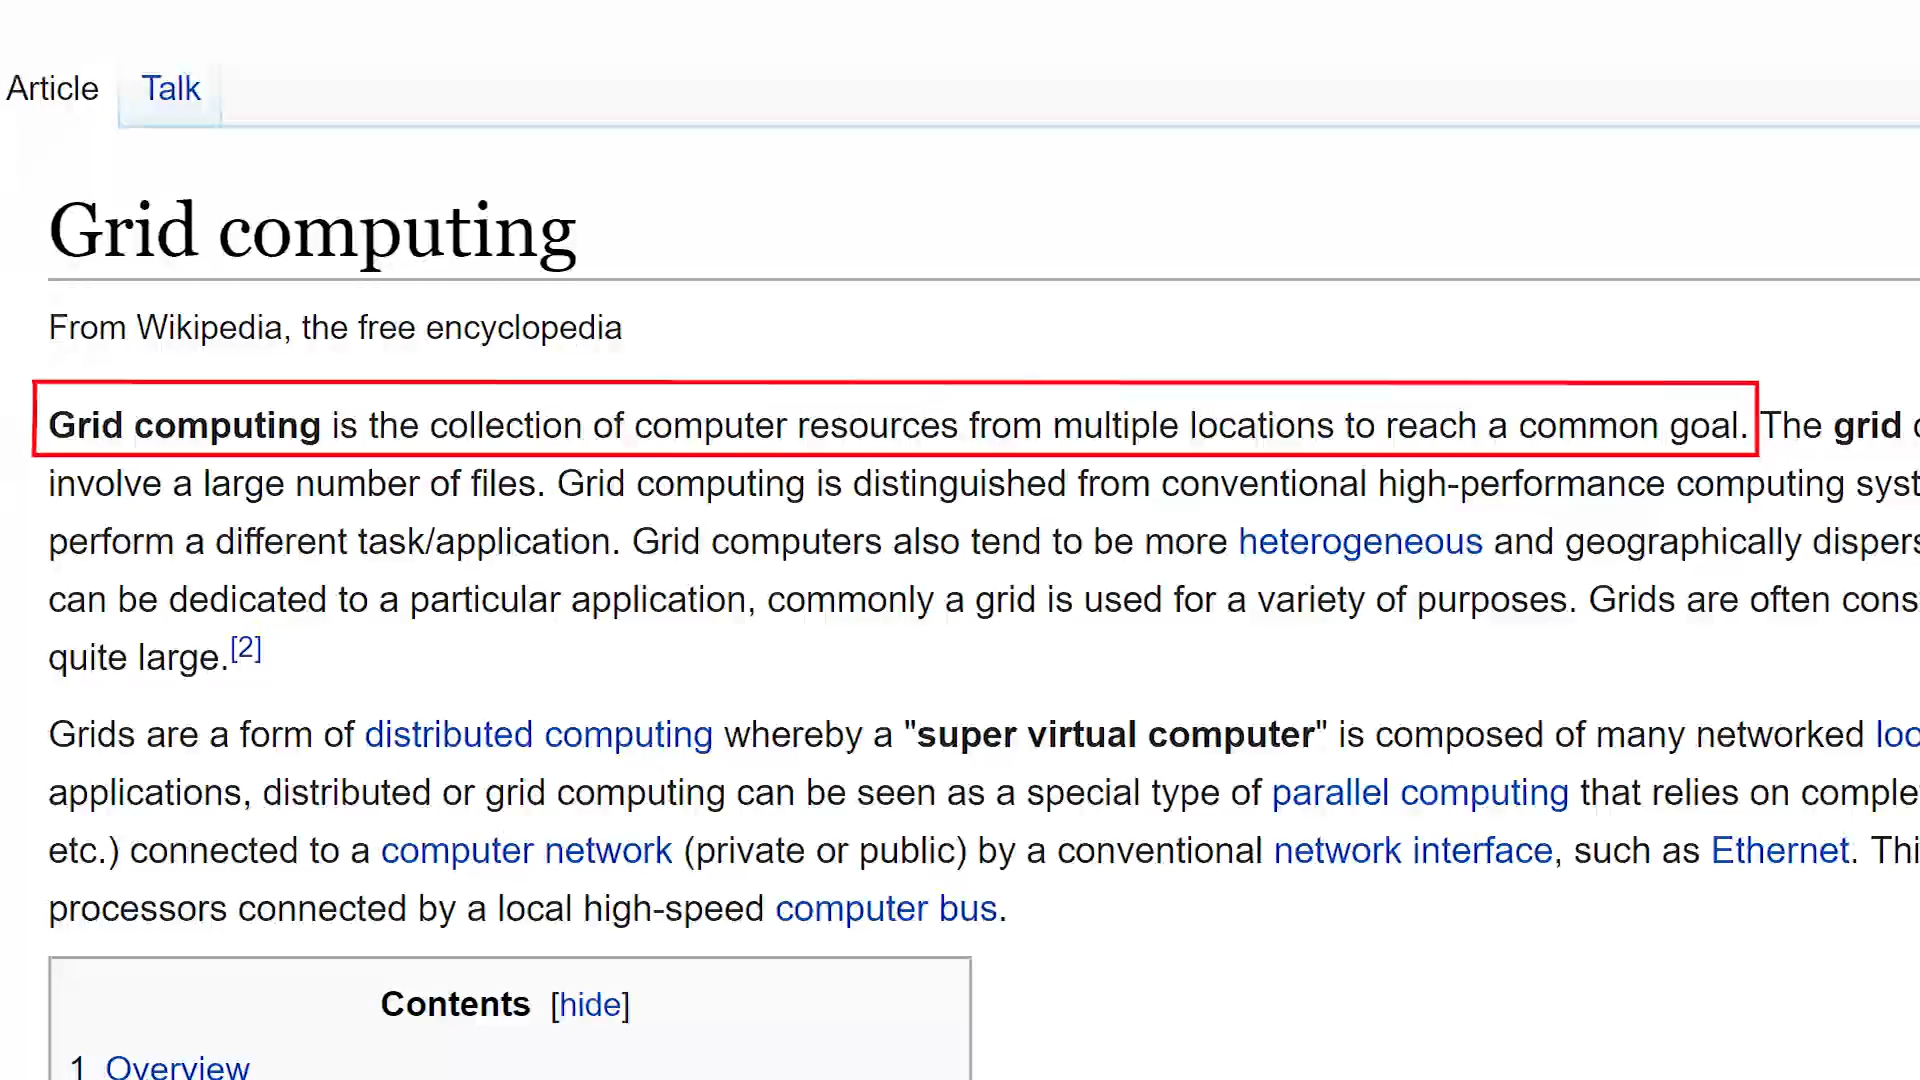 Article Talk
Grid computing
From Wikipedia, the free encyclopedia
Grid computing is the collection of computer resources from multiple locations to reach a common goal. The grid
involve a large number of files. Grid computing is distinguished from conventional high-performance computing syst
perform a different task/application. Grid computers also tend to be more heterogeneous and geographically dispers
can be dedicated to a particular application, commonly a grid is used for a variety of purposes. Grids are often cons
quite large.[2]
Grids are a form of distributed computing whereby a "super virtual computer" is composed of many networked loo
applications, distributed or grid computing can be seen as a special type of parallel computing that relies on comple
etc.) connected to a computer network (private or public) by a conventional network interface, such as Ethernet. Thi
processors connected by a local high-speed computer bus.
Contents [hide]
1 Overview